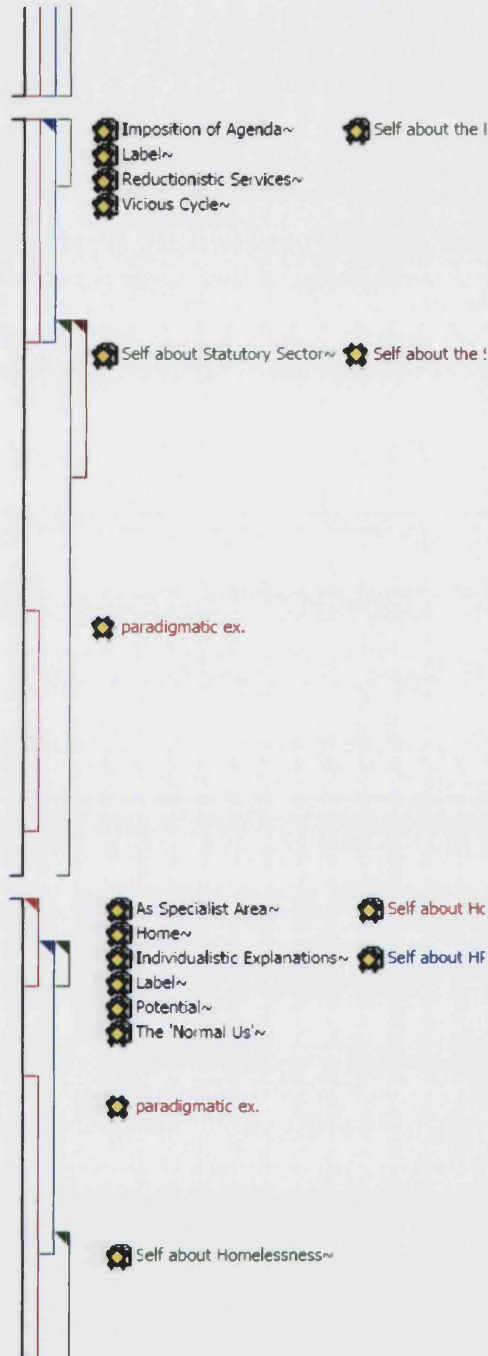 Imposition of Agenda~ Self about the
Label~
Reductionistic Services~
Vicious Cycle~
Self about Statutory Sector~ Self about the
paradigmatic ex.
As Specialist Area~ Self about
Home~
Individualistic Explanations~ Self about
Label~
Potential~
The 'Normal Us'~
paradigmatic ex.
Self about Homelessness~